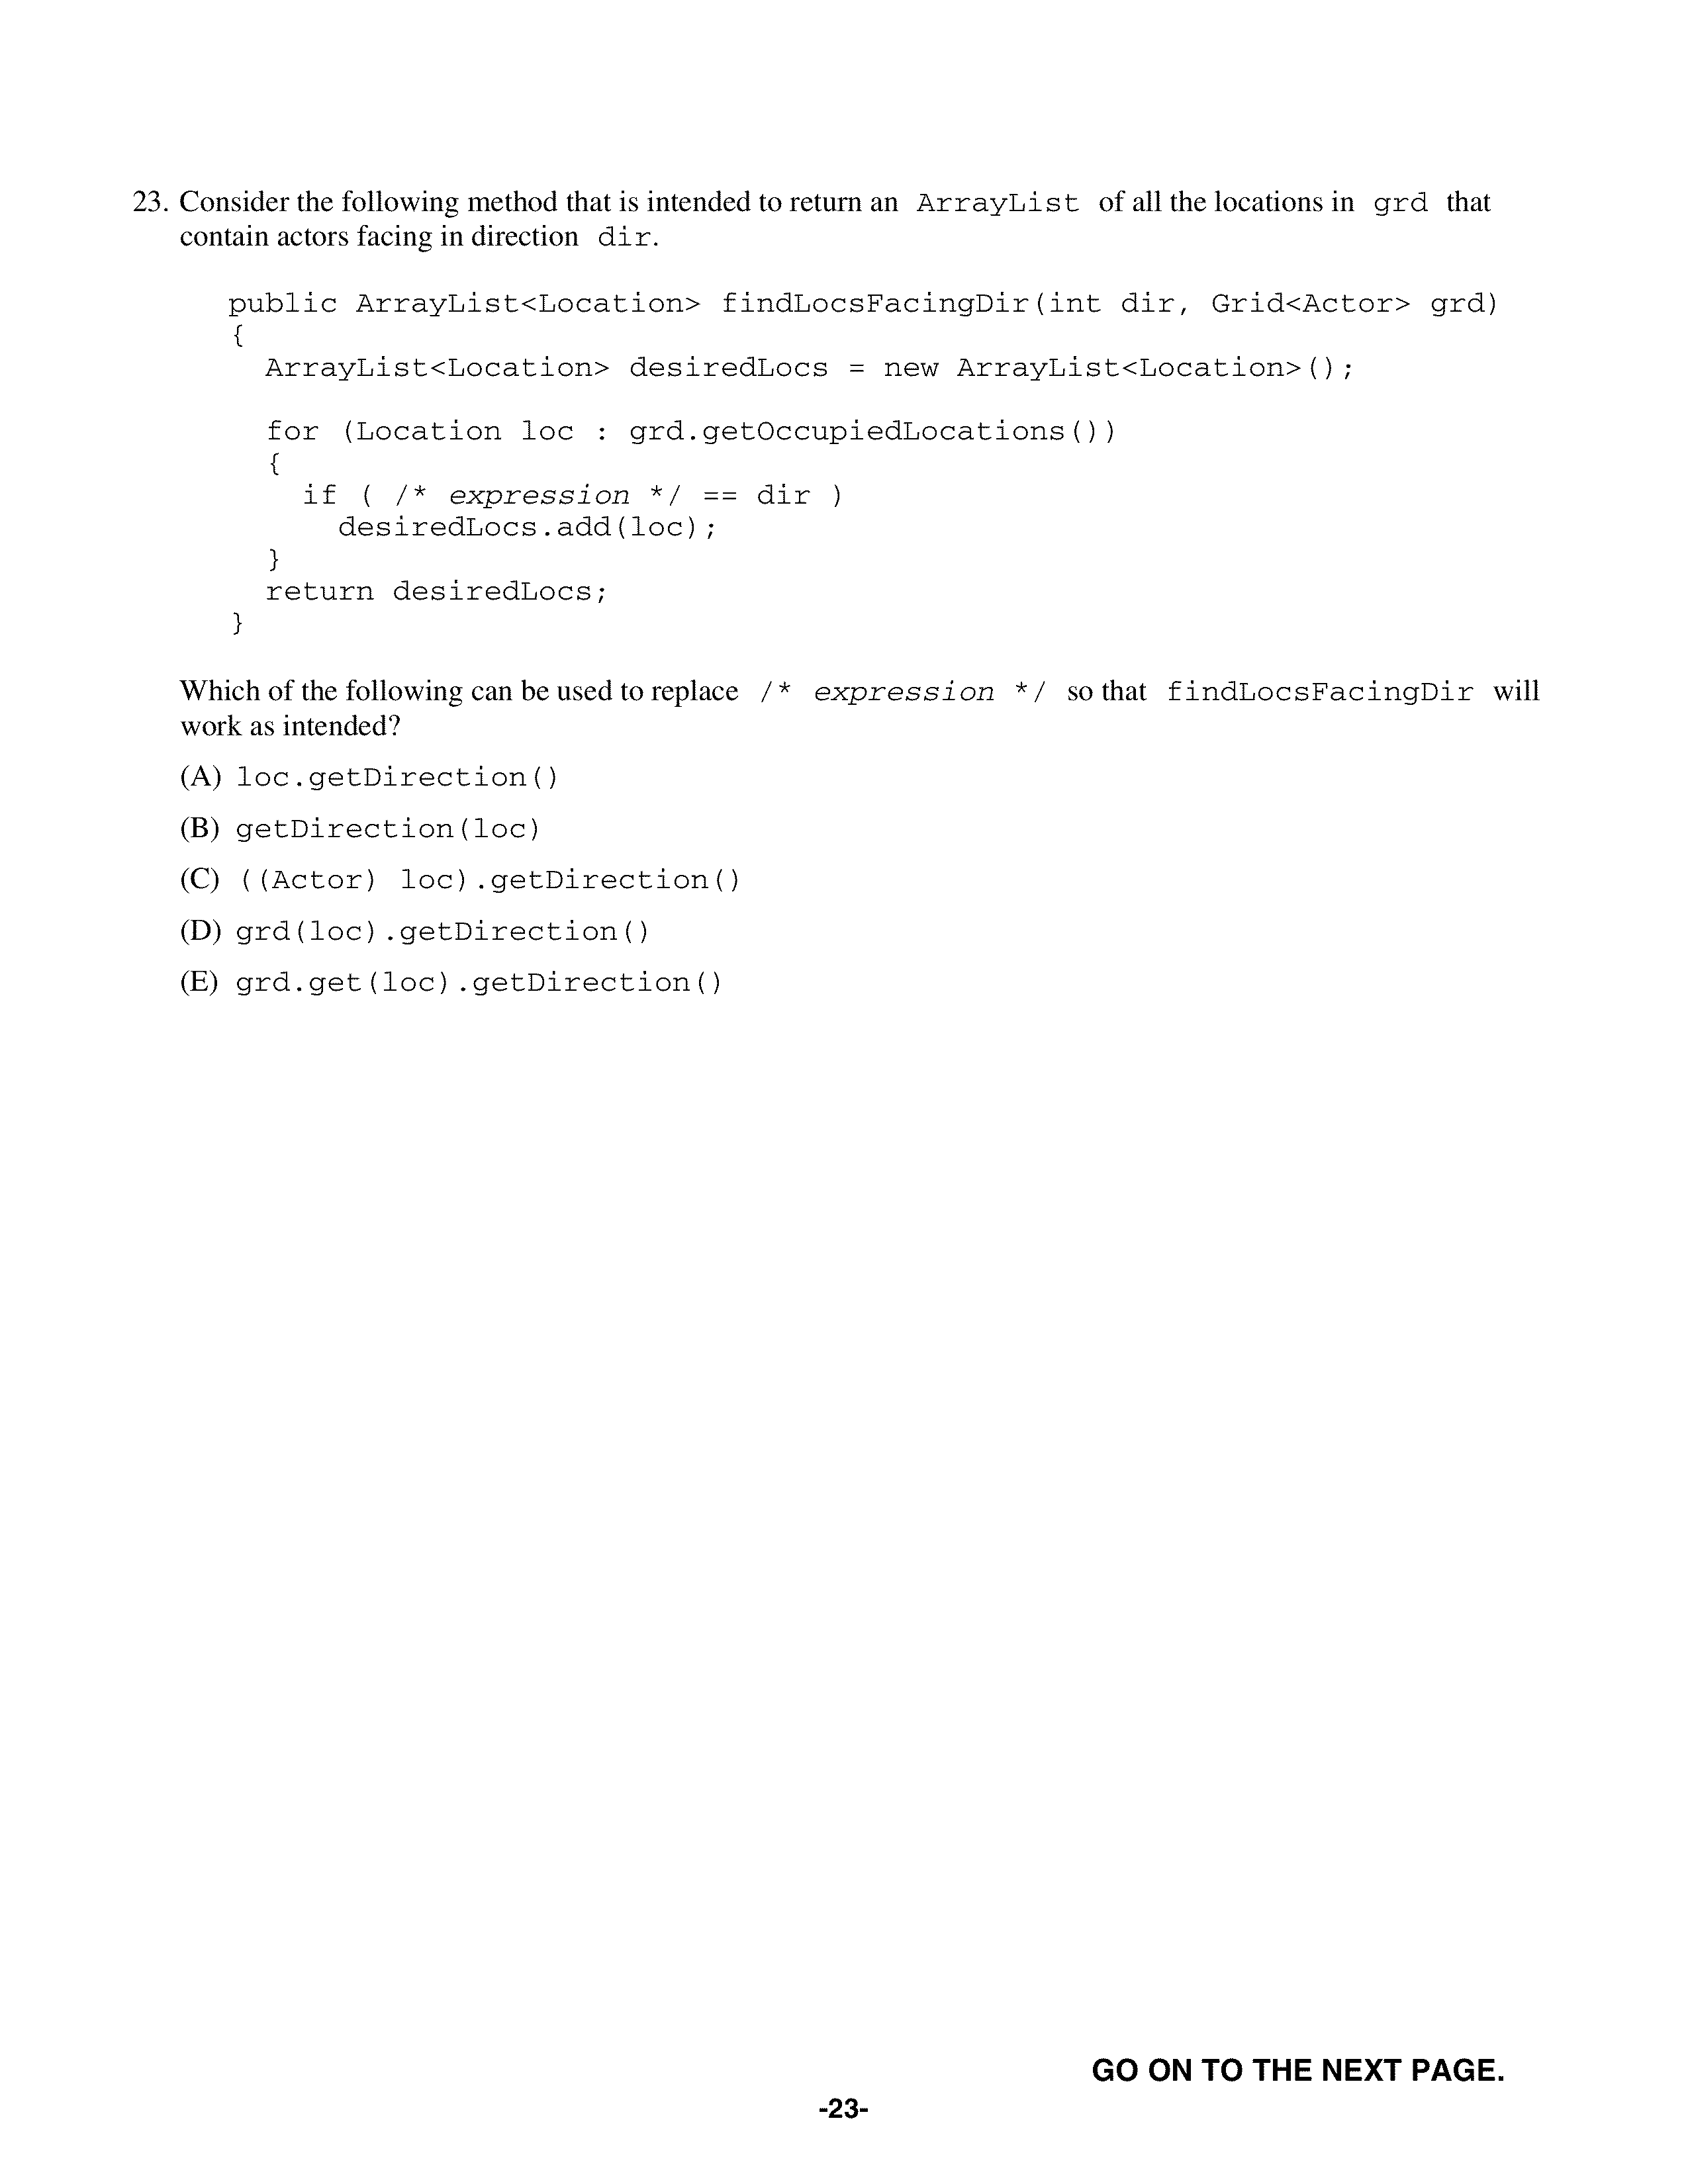 23. Consider the following method that is intended to return an ArrayList of all the locations in grd that
contain actors facing in direction dir.
public ArrayList<Location> findLocsFacingDir(int dir, Grid<Actor> grd)
{
ArrayList<Location> desiredLocs = new ArrayList<Location>();
for (Location loc : grd.getOccupiedLocations())
{
if ( /* expression */ == dir )
desiredLocs.add(loc);
}
return desiredLocs;
}
Which of the following can be used to replace /* expression */ so that findLocsFacingDir will
work as intended?
(A) loc.getDirection()
(B) getDirection(loc)
(C) ((Actor) loc).getDirection()
(D) grd(loc).getDirection()
(E) grd.get(loc).getDirection()
GO ON TO THE NEXT PAGE.
-23-